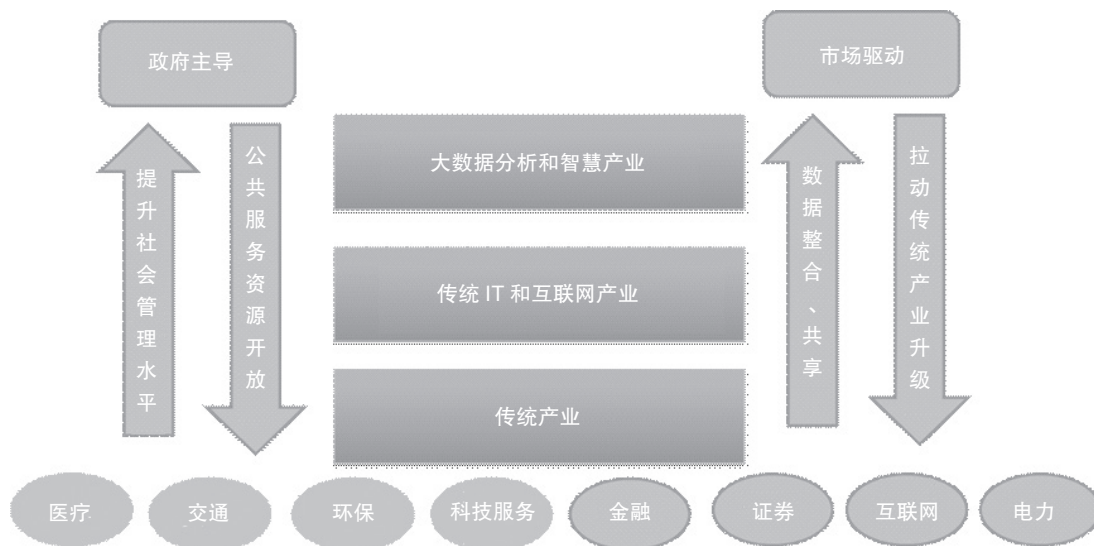 政府主导
市场驱动
提升社会管理水平
公共服务资源开放
大数据分析和智慧产业
传统 IT 和互联网产业
传统产业
数据整合、共享
拉动传统产业升级
医疗
交通
环保
科技服务
金融
证券
互联网
电力